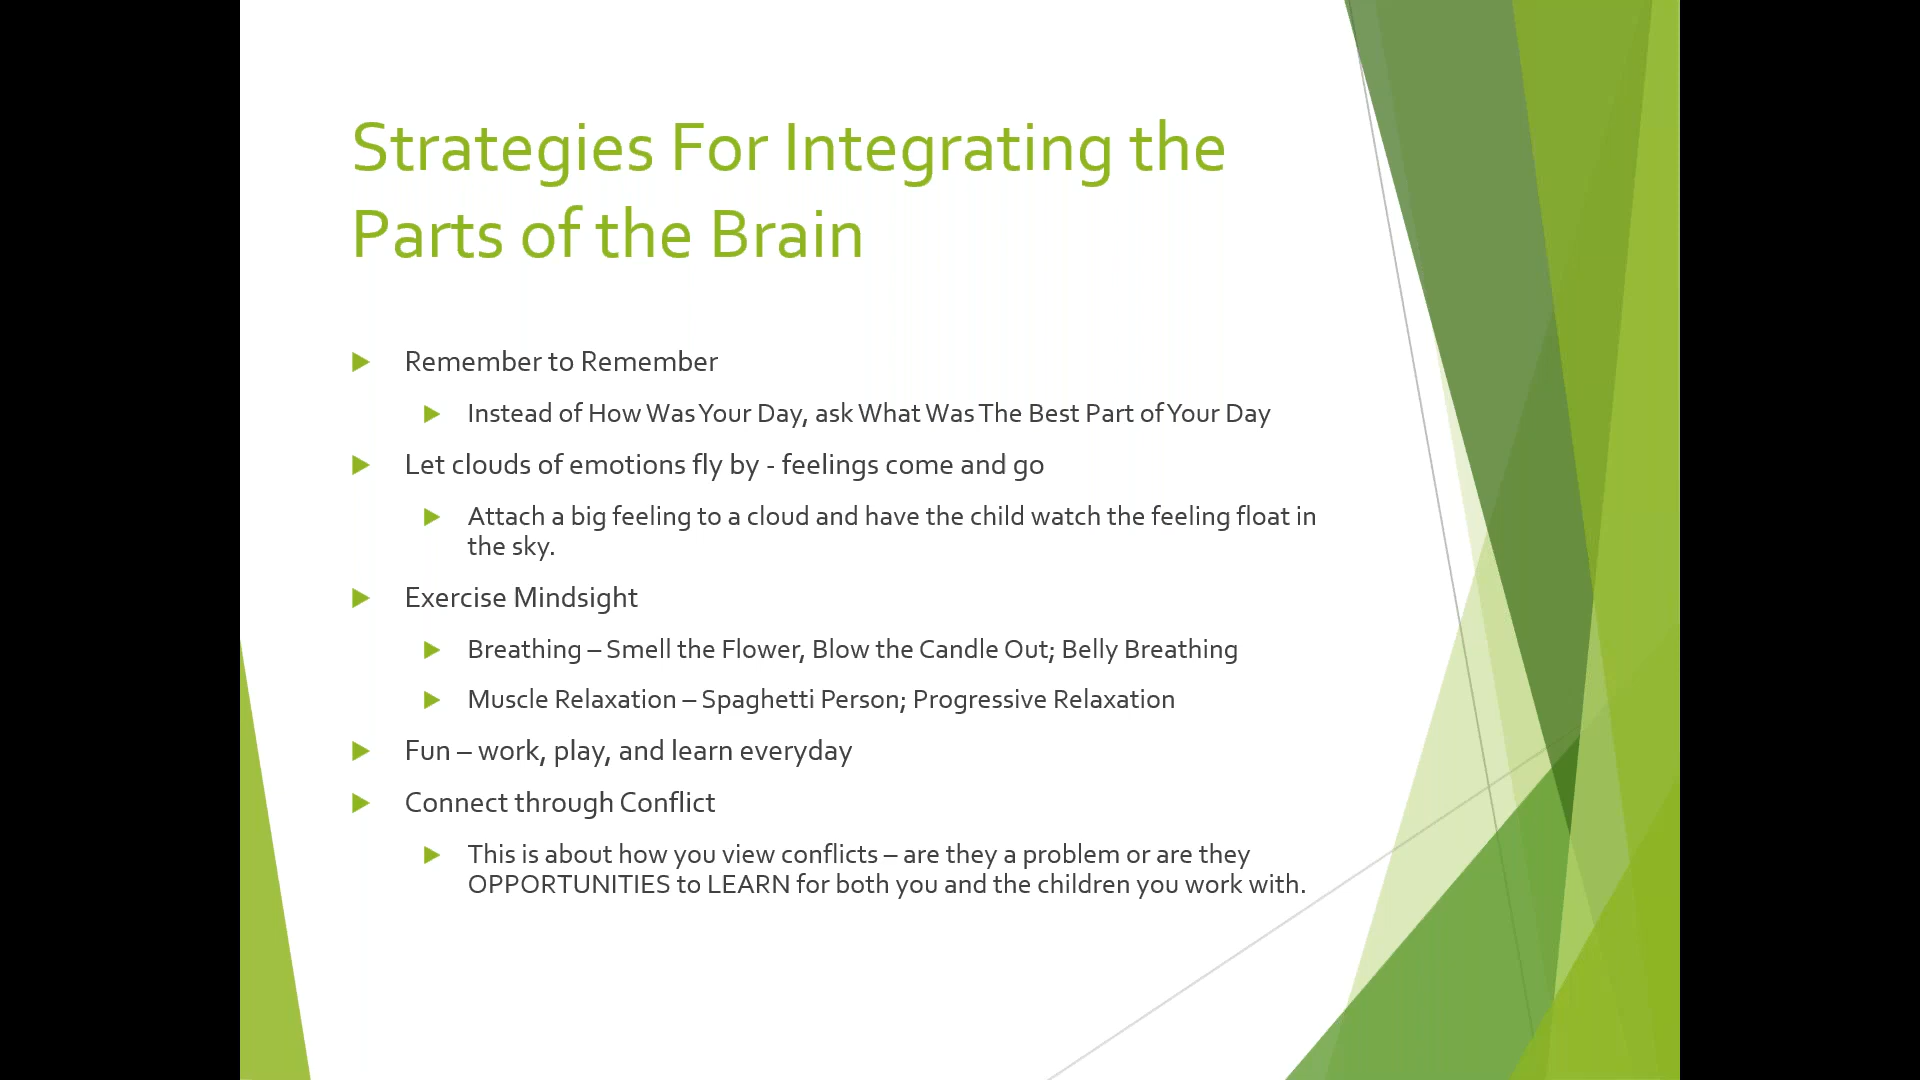 Strategies For Integrating the
Parts of the Brain
Remember to Remember
Instead of How Was Your Day, ask What Was The Best Part of Your Day
Let clouds of emotions fly by - feelings come and go
Attach a big feeling to a cloud and have the child watch the feeling float in
the sky.
Exercise Mindsight
Breathing – Smell the Flower, Blow the Candle Out; Belly Breathing
Muscle Relaxation – Spaghetti Person; Progressive Relaxation
Fun – work, play, and learn everyday
Connect through Conflict
This is about how you view conflicts – are they a problem or are they
OPPORTUNITIES to LEARN for both you and the children you work with.